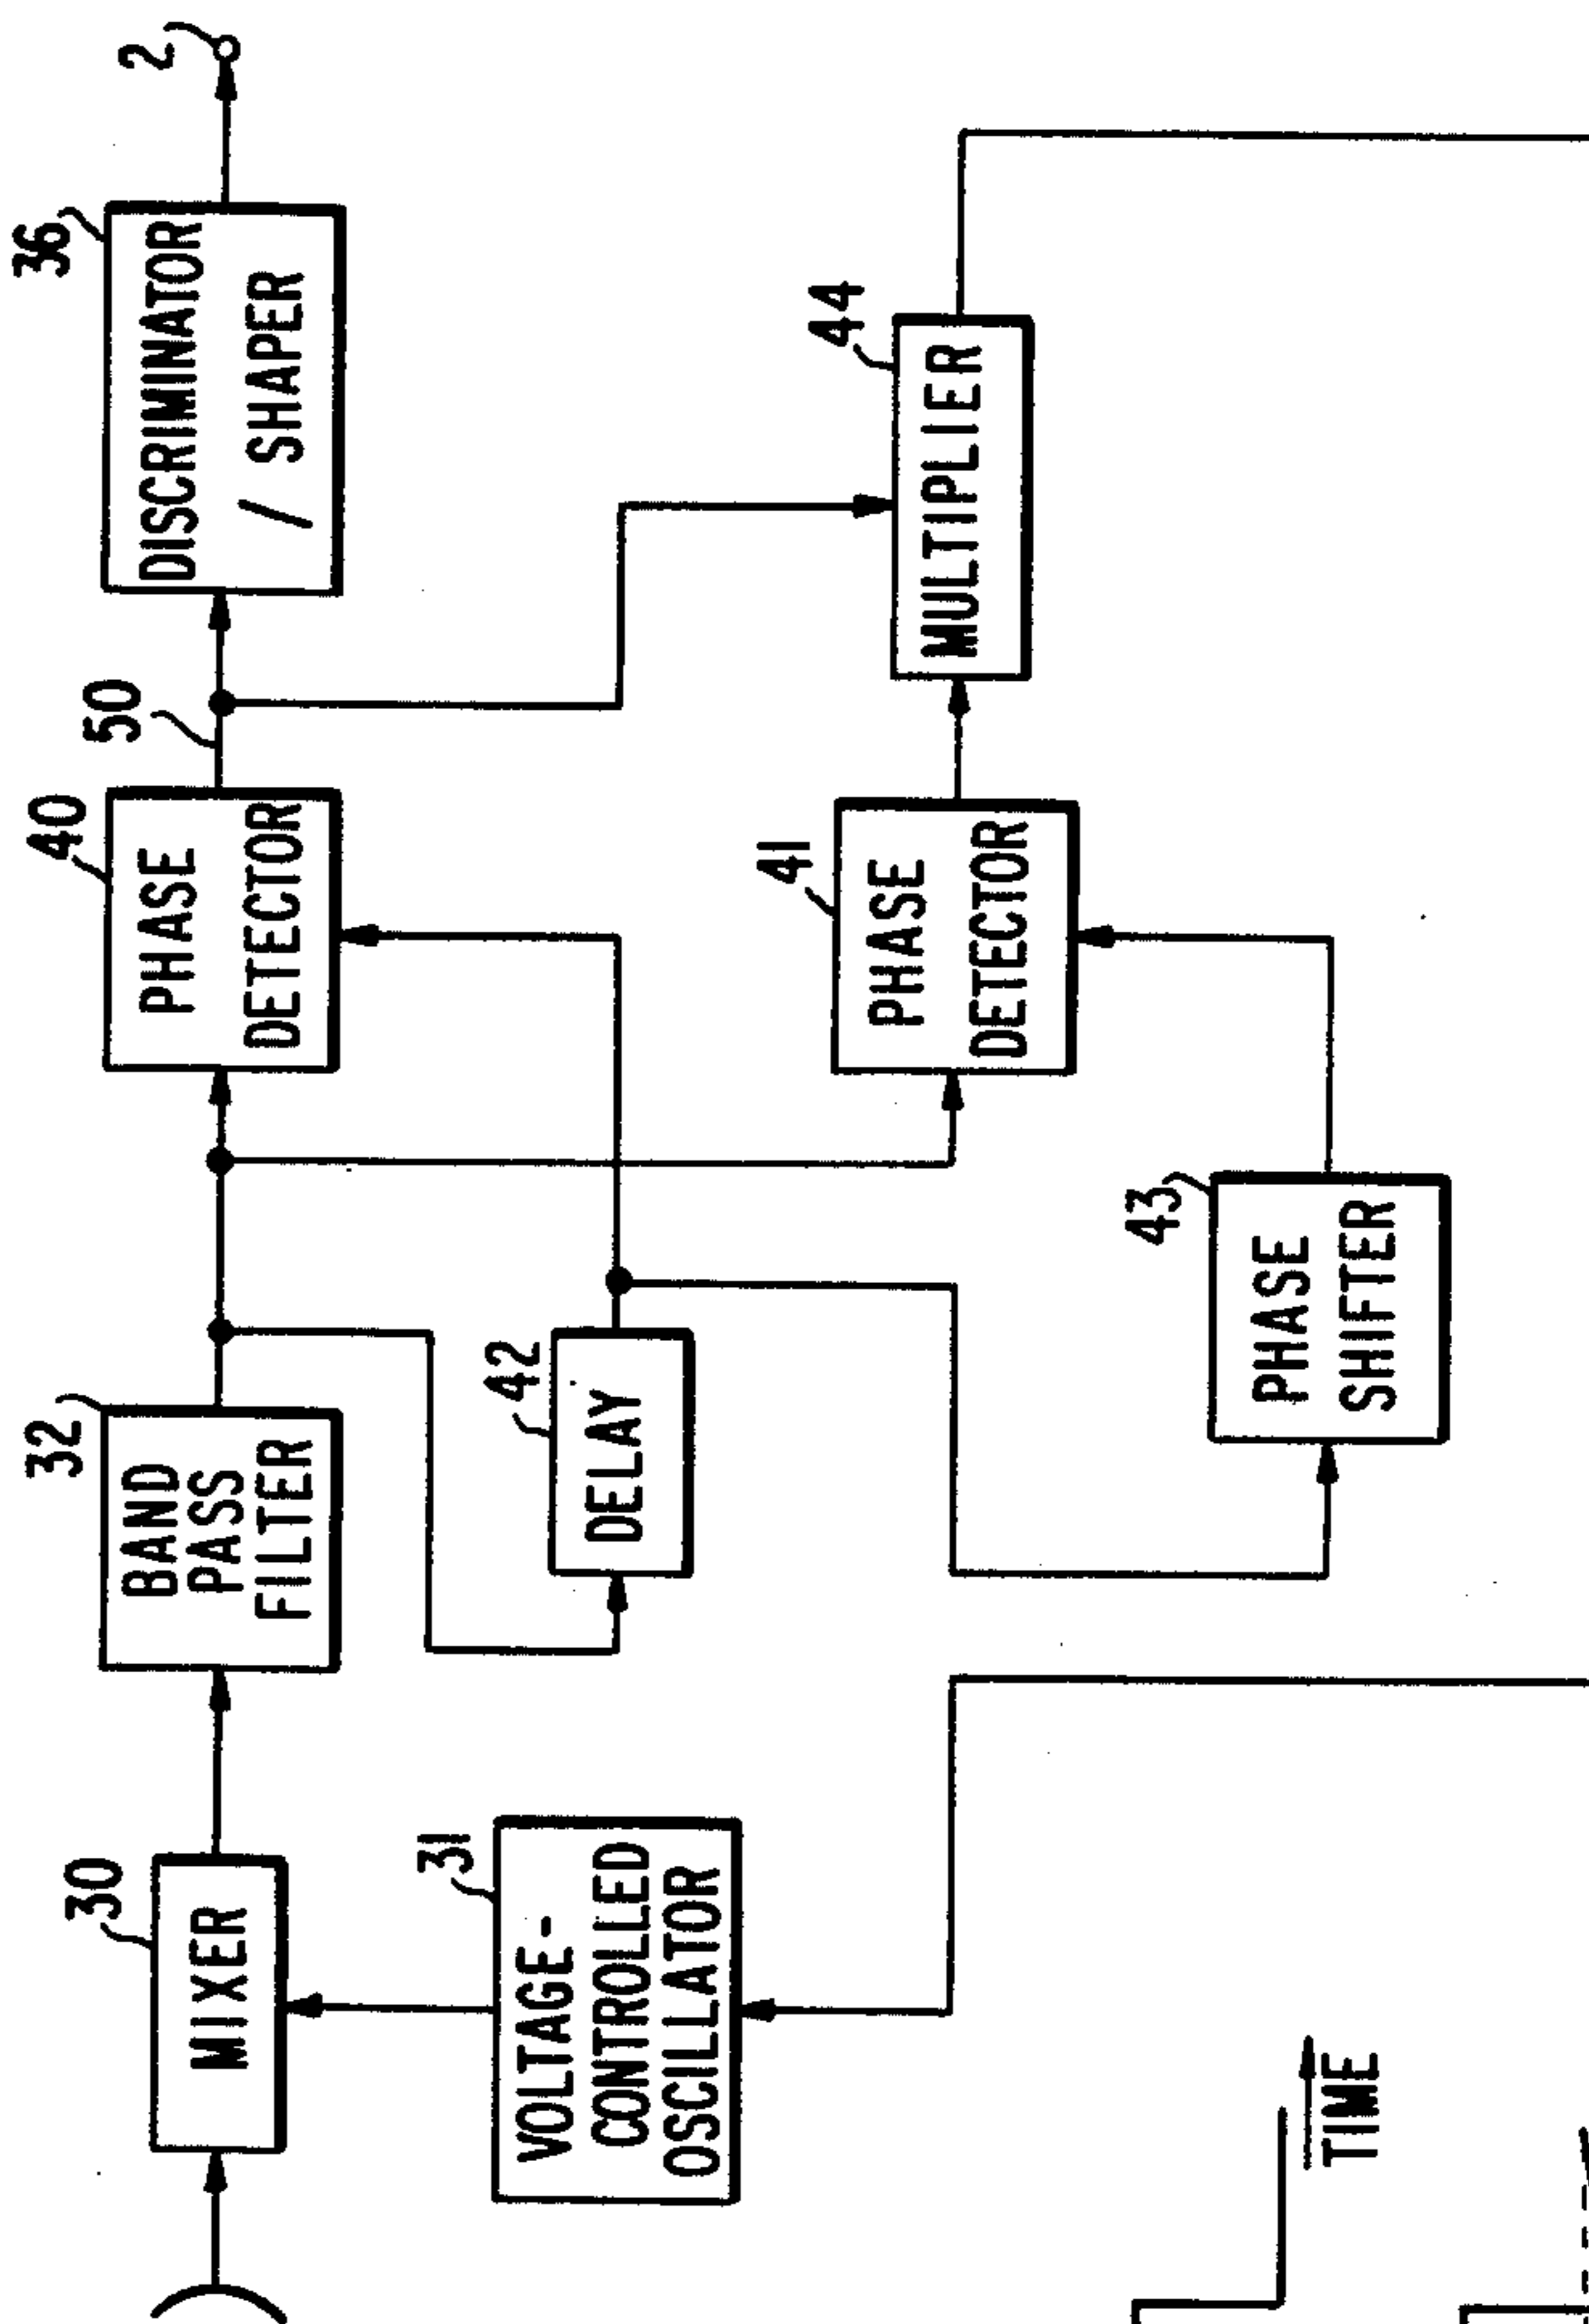 30
MIXER
31
VOLTAGE-
CONTROLLED
OSCILLATOR
32
BAND
PASS
FILTER
42
DELAY
40
PHASE
DETECTOR
50
36
DISCRIMINATOR
/ SHAPER
2
41
PHASE
DETECTOR
43
PHASE
SHIFTER
44
MULTIPLIER
TIME